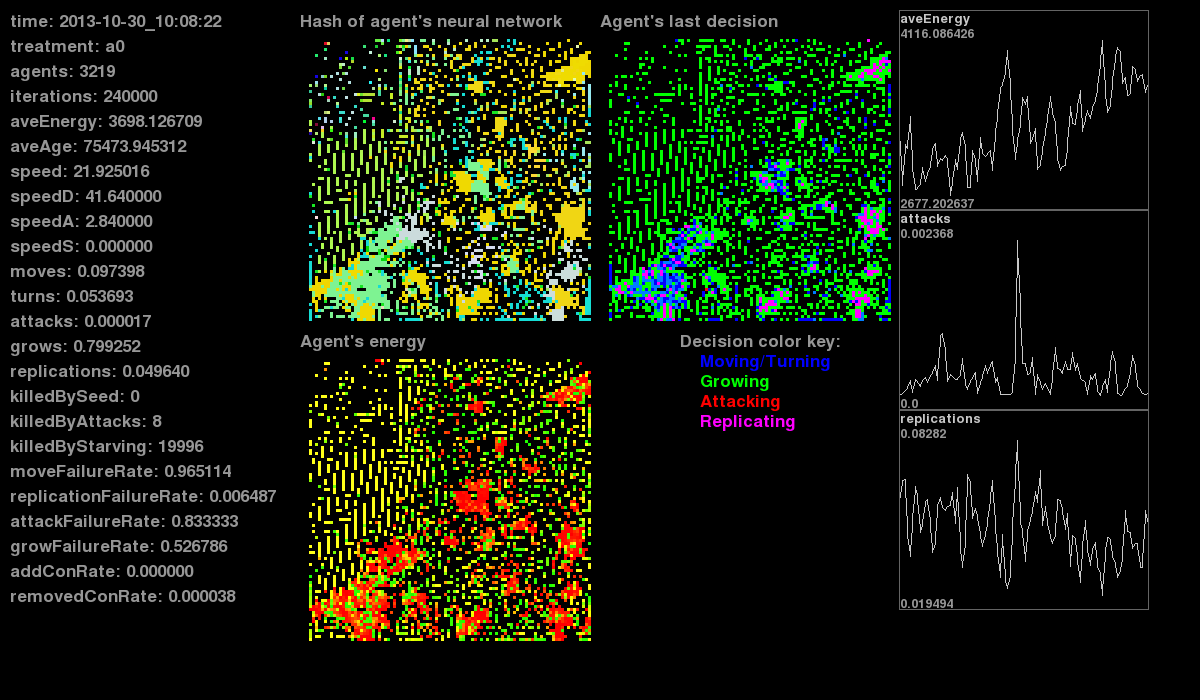 time: 2013-10-30_10:08:22
treatment: a0
agents: 3219
iterations: 240000
aveEnergy: 3698.126709
aveAge: 75473.945312
speed: 21.925016
speedD: 41.640000
speedA: 2.840000
speedS: 0.000000
moves: 0.097398
turns: 0.053693
attacks: 0.000017
grows: 0.799252
replications: 0.049640
killedBySeed: 0
killedByAttacks: 8
killedByStarving: 19996
moveFailureRate: 0.965114
replicationFailureRate: 0.006487
attackFailureRate: 0.833333
growFailureRate: 0.526786
addConRate: 0.000000
removedConRate: 0.000038
Hash of agent's neural network
Agent's last decision
Agent's energy
Decision color key:
Moving/Turning
Growing
Attacking
Replicating
aveEnergy
4116.086426
2677.202637
attacks
0.002368
0.0
replications
0.08282
0.019494